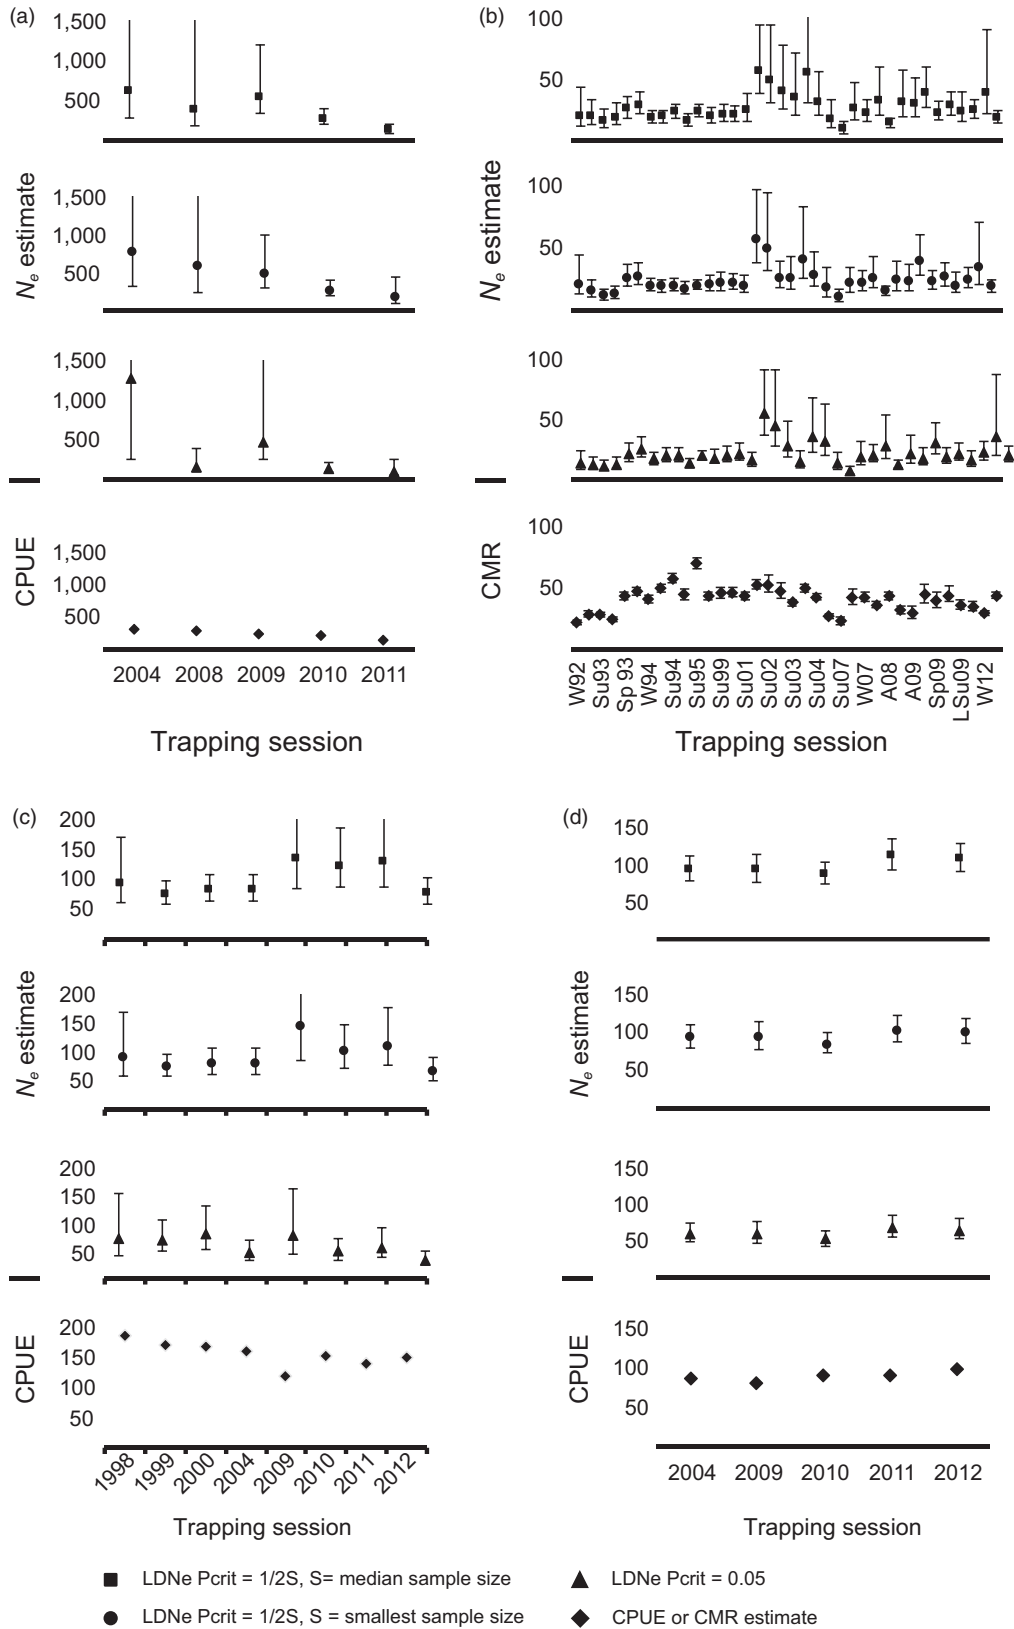 (a)
1,500
1,000
500
1,500
1,000
500
Ne estimate
1,500
1,000
500
1,500
1,000
500
CPUE
2004 2008 2009 2010 2011
Trapping session
(b)
100
50
100
50
Ne estimate
100
50
100
50
CMR
W92 Su93 Sp 93 W94 Su94 Su95 Su99 Su01 Su02 Su03 Su04 Su07 W07 A08 A09 Sp09 LSu09 W12
Trapping session
(c)
200
150
100
50
200
150
100
50
Ne estimate
200
150
100
50
200
150
100
50
CPUE
1998 1999 2000 2004 2009 2010 2011 2012
Trapping session
(d)
150
100
50
150
100
50
Ne estimate
150
100
50
150
100
50
CPUE
2004 2009 2010 2011 2012
Trapping session
LDNe Pcrit = 1/2S, S= median sample size
LDNe Pcrit = 0.05
LDNe Pcrit = 1/2S, S = smallest sample size
CPUE or CMR estimate